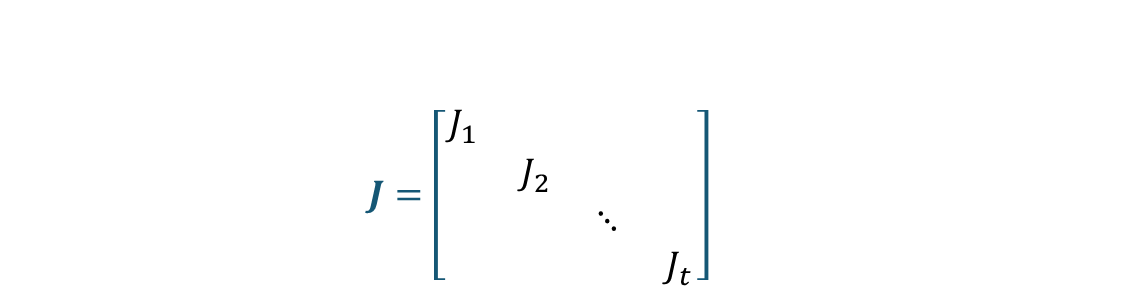 J₁
J₂
J =
⋱
Jₜ